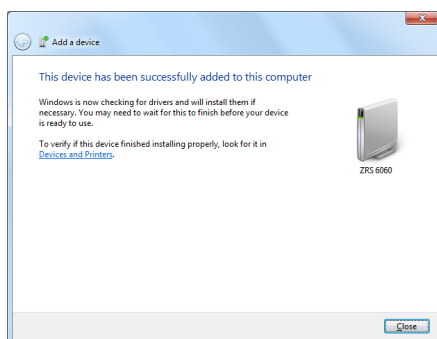 Add a device
This device has been successfully added to this computer
Windows is now checking for drivers and will install them if
necessary. You may need to wait for this to finish before your device
is ready to use.
To verify if this device finished installing properly, look for it in
Devices and Printers.
ZRS 6060
Close